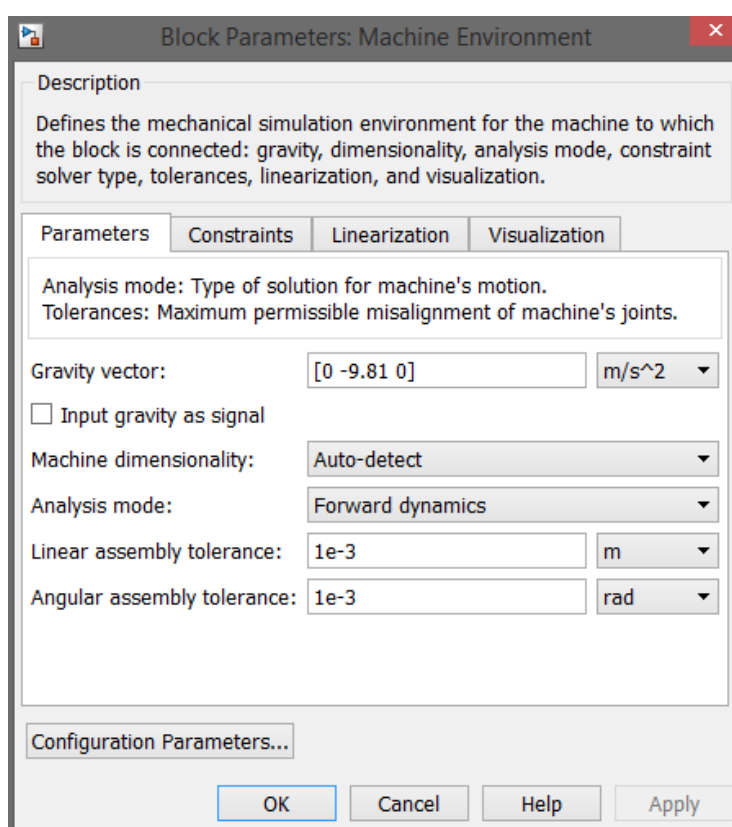 Block Parameters: Machine Environment
Description
Defines the mechanical simulation environment for the machine to which
the block is connected: gravity, dimensionality, analysis mode, constraint
solver type, tolerances, linearization, and visualization.
Parameters Constraints Linearization Visualization
Analysis mode: Type of solution for machine's motion.
Tolerances: Maximum permissible misalignment of machine's joints.
Gravity vector: [0 -9.81 0] m/s^2
Input gravity as signal
Machine dimensionality: Auto-detect
Analysis mode: Forward dynamics
Linear assembly tolerance: 1e-3 m
Angular assembly tolerance: 1e-3 rad
Configuration Parameters...
OK Cancel Help Apply